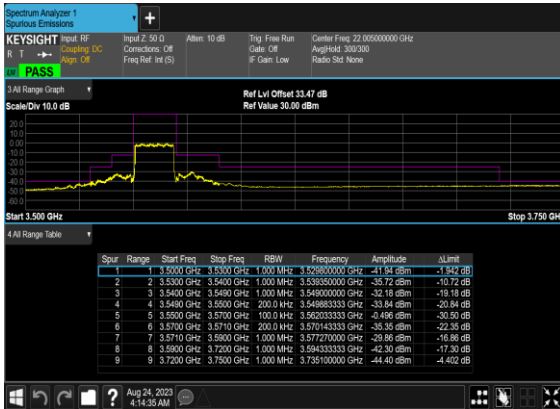 Spectrum Analyzer 1
Spurious Emissions
+
KEYSIGHT Input: RF Input Z: 50 Ω Atten: 10 dB Trig: Free Run Center Freq: 22.005000000 GHz
R T Coupling: DC Corrections: Off Gate: Off Avg|Hold: 300/300
Align: Off Freq Ref: Int (S) IF Gain: Low Radio Std: None
PASS
3 All Range Graph
Ref Lvl Offset 33.47 dB
Scale/Div 10.0 dB Ref Value 30.00 dBm
20.0
10.0
0.00
-10.0
-20.0
-30.0
-40.0
-50.0
-60.0
Start 3.500 GHz Stop 3.750 GH
4 All Range Table
Spur Range Start Freq Stop Freq RBW Frequency Amplitude ΔLimit
1 1 3.5000 GHz 3.5300 GHz 1.000 MHz 3.529800000 GHz -41.94 dBm -1.942 dB
2 2 3.5300 GHz 3.5400 GHz 1.000 MHz 3.539350000 GHz -35.72 dBm -10.72 dB
3 3 3.5400 GHz 3.5490 GHz 1.000 MHz 3.549000000 GHz -32.18 dBm -19.18 dB
4 4 3.5490 GHz 3.5500 GHz 200.0 kHz 3.549883333 GHz -33.84 dBm -20.84 dB
5 5 3.5500 GHz 3.5700 GHz 100.0 kHz 3.562033333 GHz -0.496 dBm -30.50 dB
6 6 3.5700 GHz 3.5710 GHz 200.0 kHz 3.570143333 GHz -35.35 dBm -22.35 dB
7 7 3.5710 GHz 3.5900 GHz 1.000 MHz 3.577270000 GHz -29.86 dBm -16.86 dB
8 8 3.5900 GHz 3.7200 GHz 1.000 MHz 3.594333333 GHz -42.30 dBm -17.30 dB
9 9 3.7200 GHz 3.7500 GHz 1.000 MHz 3.735100000 GHz -44.40 dBm -4.402 dB
? Aug 24, 2023
4:14:35 AM